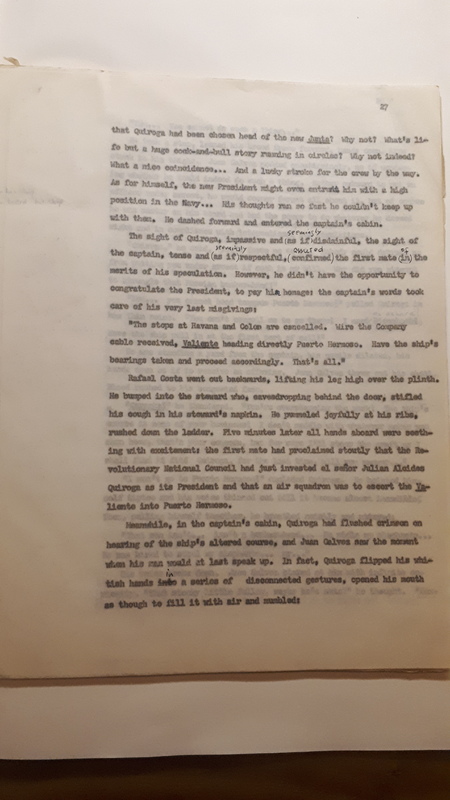 27
that Quiroga had been chosen head of the new Junta? Why not? What's li-
fe but a huge cock-and-bull story running in circles? Why not indeed?
What a nice coincidence... And a lucky stroke for the crew by the way.
As for himself, the new President might even entrust him with a high
position in the Navy... His thoughts ran so fast he couldn't keep up
with them. He dashed forward and entered the captain's cabin.
seemingly
The sight of Quiroga, impassive and (as if) disdainful, the sight of
seemingly assured of
the captain, tense and (as if) respectful, (confirmed) the first mate (in) the
merits of his speculation. However, he didn't have the opportunity to
congratulate the President, to pay him homage: the captain's words took
care of his very last misgivings:
"The stops at Havana and Colon are cancelled. Wire the Company
cable received, Valiente heading directly Puerto Hermoso. Have the ship's
bearings taken and proceed accordingly. That's all."
Rafael Costa went out backwards, lifting his leg high over the plinth.
He bumped into the steward who, eavesdropping behind the door, stifled
his cough in his steward's napkin. He pummeled joyfully at his ribs,
rushed down the ladder. Five minutes later all hands aboard were seeth-
ing with excitement: the first mate had proclaimed stoutly that the Re-
volutionary National Council had just invested el señor Julian Alcides
Quiroga as its President and that an air squadron was to escort the Va-
liente into Puerto Hermoso.
Meanwhile, in the captain's cabin, Quiroga had flushed crimson on
hearing of the ship's altered course, and Juan Galvez saw the moment
when his man would at last speak up. In fact, Quiroga flipped his whi-
in
tish hands into a series of disconnected gestures, opened his mouth
as though to fill it with air and mumbled: